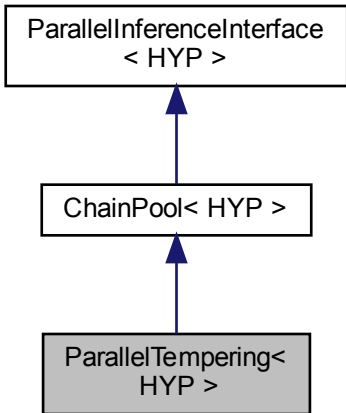 ParallelInferenceInterface
< HYP >
ChainPool< HYP >
ParallelTempering<
HYP >